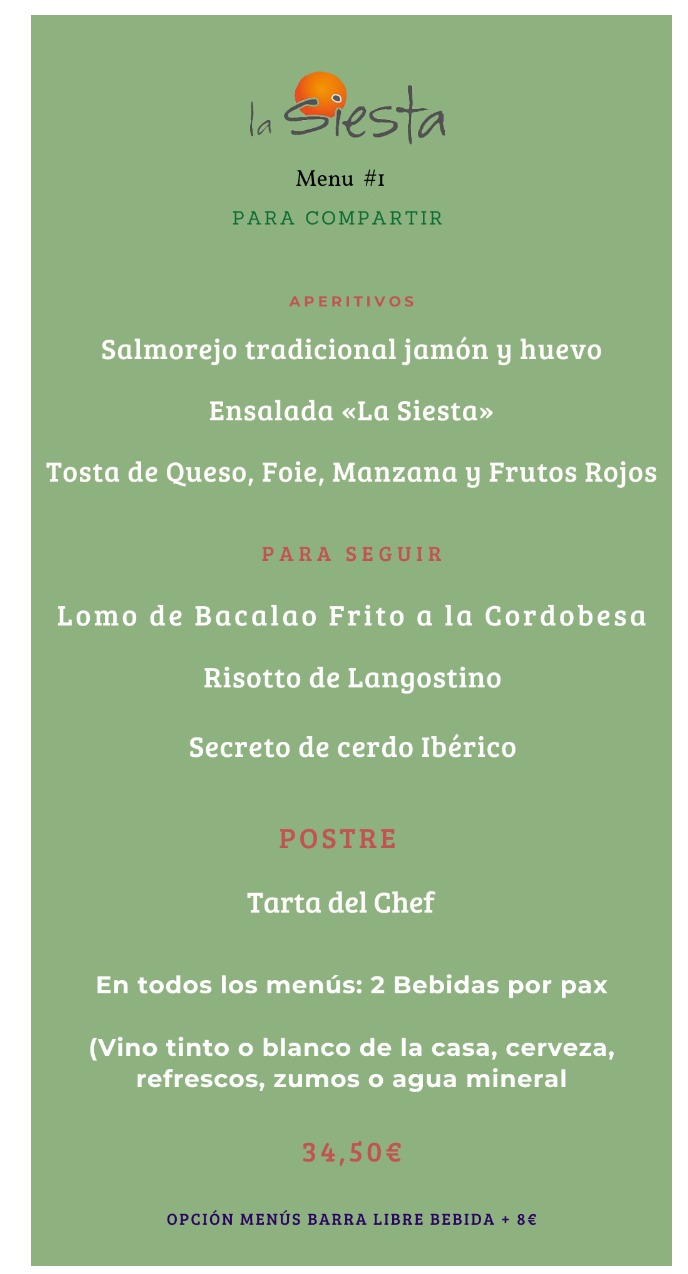 la Siesta
Menu #1
PARA COMPARTIR
APERITIVOS
Salmorejo tradicional jamón y huevo
Ensalada «La Siesta»
Tosta de Queso, Foie, Manzana y Frutos Rojos
PARA SEGUIR
Lomo de Bacalao Frito a la Cordobesa
Risotto de Langostino
Secreto de cerdo Ibérico
POSTRE
Tarta del Chef
En todos los menús: 2 Bebidas por pax
(Vino tinto o blanco de la casa, cerveza,
refrescos, zumos o agua mineral
34,50€
OPCIÓN MENÚS BARRA LIBRE BEBIDA + 8€